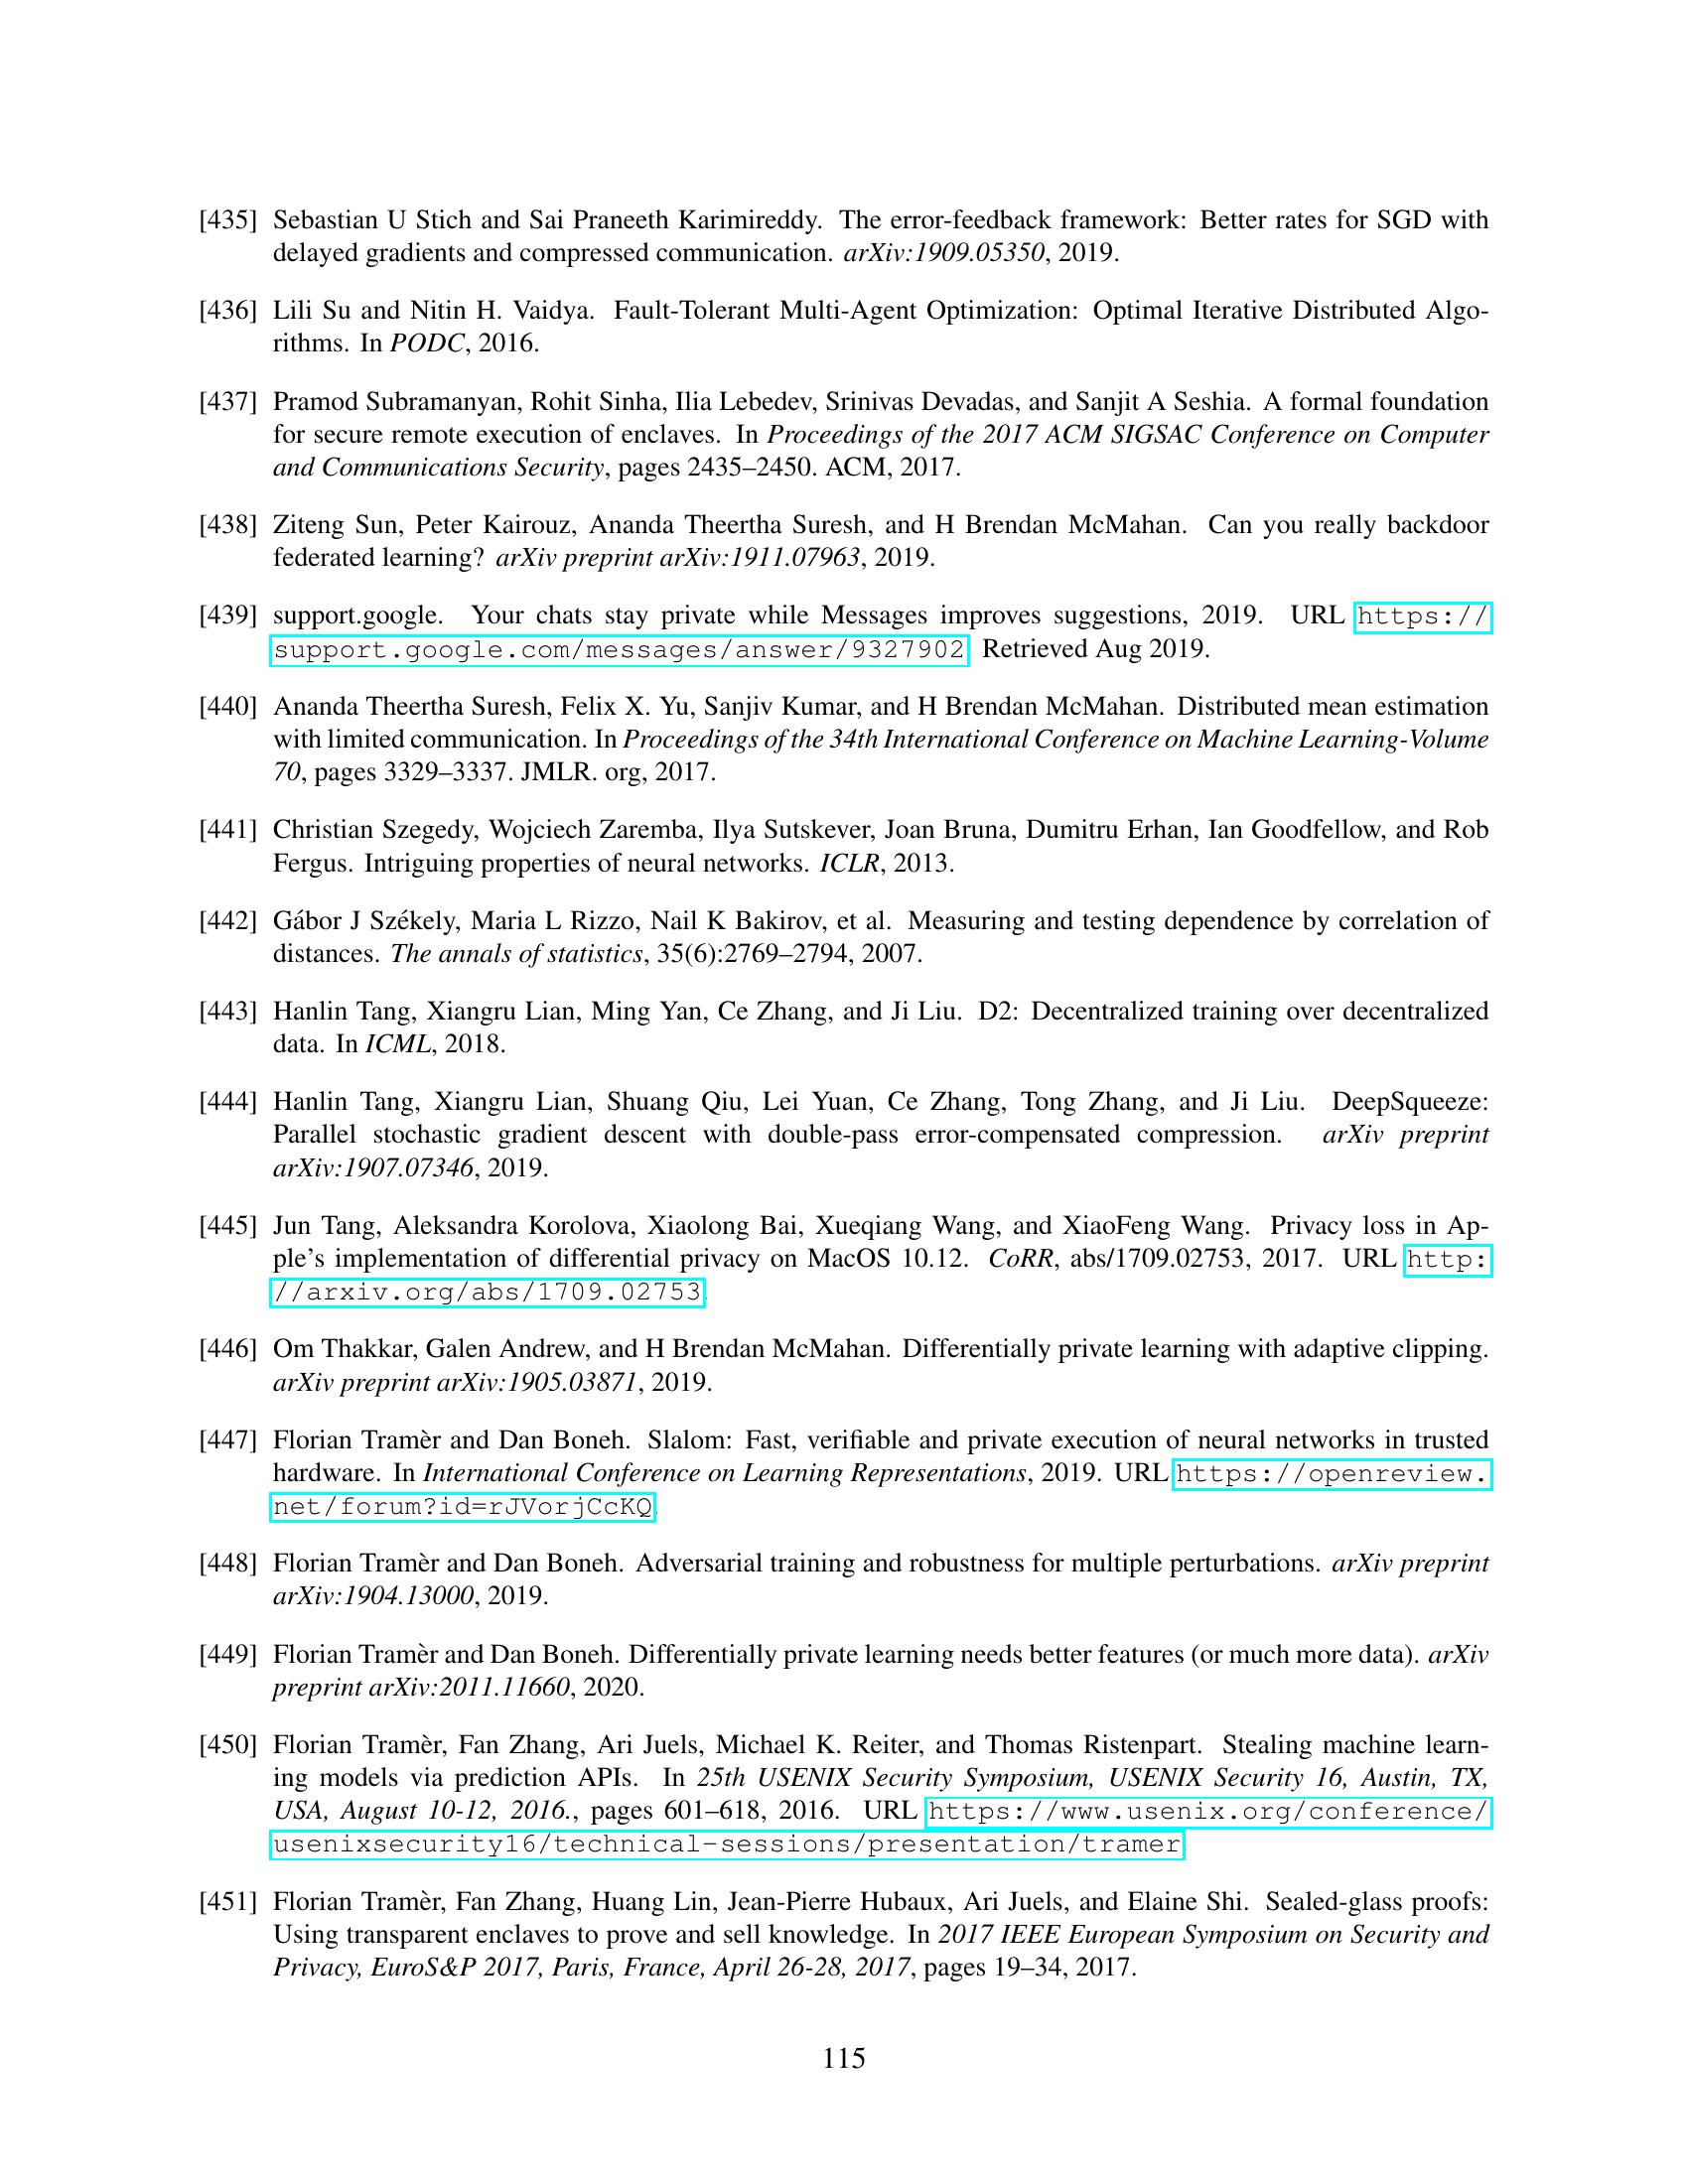 [435] Sebastian U Stich and Sai Praneeth Karimireddy. The error-feedback framework: Better rates for SGD with
delayed gradients and compressed communication. arXiv:1909.05350, 2019.
[436] Lili Su and Nitin H. Vaidya. Fault-Tolerant Multi-Agent Optimization: Optimal Iterative Distributed Algo-
rithms. In PODC, 2016.
[437] Pramod Subramanyan, Rohit Sinha, Ilia Lebedev, Srinivas Devadas, and Sanjit A Seshia. A formal foundation
for secure remote execution of enclaves. In Proceedings of the 2017 ACM SIGSAC Conference on Computer
and Communications Security, pages 2435–2450. ACM, 2017.
[438] Ziteng Sun, Peter Kairouz, Ananda Theertha Suresh, and H Brendan McMahan. Can you really backdoor
federated learning? arXiv preprint arXiv:1911.07963, 2019.
[439] support.google. Your chats stay private while Messages improves suggestions, 2019. URL https://
support.google.com/messages/answer/9327902. Retrieved Aug 2019.
[440] Ananda Theertha Suresh, Felix X. Yu, Sanjiv Kumar, and H Brendan McMahan. Distributed mean estimation
with limited communication. In Proceedings of the 34th International Conference on Machine Learning-Volume
70, pages 3329–3337. JMLR. org, 2017.
[441] Christian Szegedy, Wojciech Zaremba, Ilya Sutskever, Joan Bruna, Dumitru Erhan, Ian Goodfellow, and Rob
Fergus. Intriguing properties of neural networks. ICLR, 2013.
[442] Gábor J Székely, Maria L Rizzo, Nail K Bakirov, et al. Measuring and testing dependence by correlation of
distances. The annals of statistics, 35(6):2769–2794, 2007.
[443] Hanlin Tang, Xiangru Lian, Ming Yan, Ce Zhang, and Ji Liu. D2: Decentralized training over decentralized
data. In ICML, 2018.
[444] Hanlin Tang, Xiangru Lian, Shuang Qiu, Lei Yuan, Ce Zhang, Tong Zhang, and Ji Liu. DeepSqueeze:
Parallel stochastic gradient descent with double-pass error-compensated compression. arXiv preprint
arXiv:1907.07346, 2019.
[445] Jun Tang, Aleksandra Korolova, Xiaolong Bai, Xueqiang Wang, and XiaoFeng Wang. Privacy loss in Ap-
ple's implementation of differential privacy on MacOS 10.12. CoRR, abs/1709.02753, 2017. URL http:
//arxiv.org/abs/1709.02753.
[446] Om Thakkar, Galen Andrew, and H Brendan McMahan. Differentially private learning with adaptive clipping.
arXiv preprint arXiv:1905.03871, 2019.
[447] Florian Tramèr and Dan Boneh. Slalom: Fast, verifiable and private execution of neural networks in trusted
hardware. In International Conference on Learning Representations, 2019. URL https://openreview.
net/forum?id=rJVorjCcKQ.
[448] Florian Tramèr and Dan Boneh. Adversarial training and robustness for multiple perturbations. arXiv preprint
arXiv:1904.13000, 2019.
[449] Florian Tramèr and Dan Boneh. Differentially private learning needs better features (or much more data). arXiv
preprint arXiv:2011.11660, 2020.
[450] Florian Tramèr, Fan Zhang, Ari Juels, Michael K. Reiter, and Thomas Ristenpart. Stealing machine learn-
ing models via prediction APIs. In 25th USENIX Security Symposium, USENIX Security 16, Austin, TX,
USA, August 10-12, 2016., pages 601–618, 2016. URL https://www.usenix.org/conference/
usenixsecurity16/technical-sessions/presentation/tramer.
[451] Florian Tramèr, Fan Zhang, Huang Lin, Jean-Pierre Hubaux, Ari Juels, and Elaine Shi. Sealed-glass proofs:
Using transparent enclaves to prove and sell knowledge. In 2017 IEEE European Symposium on Security and
Privacy, EuroS&P 2017, Paris, France, April 26-28, 2017, pages 19–34, 2017.
115